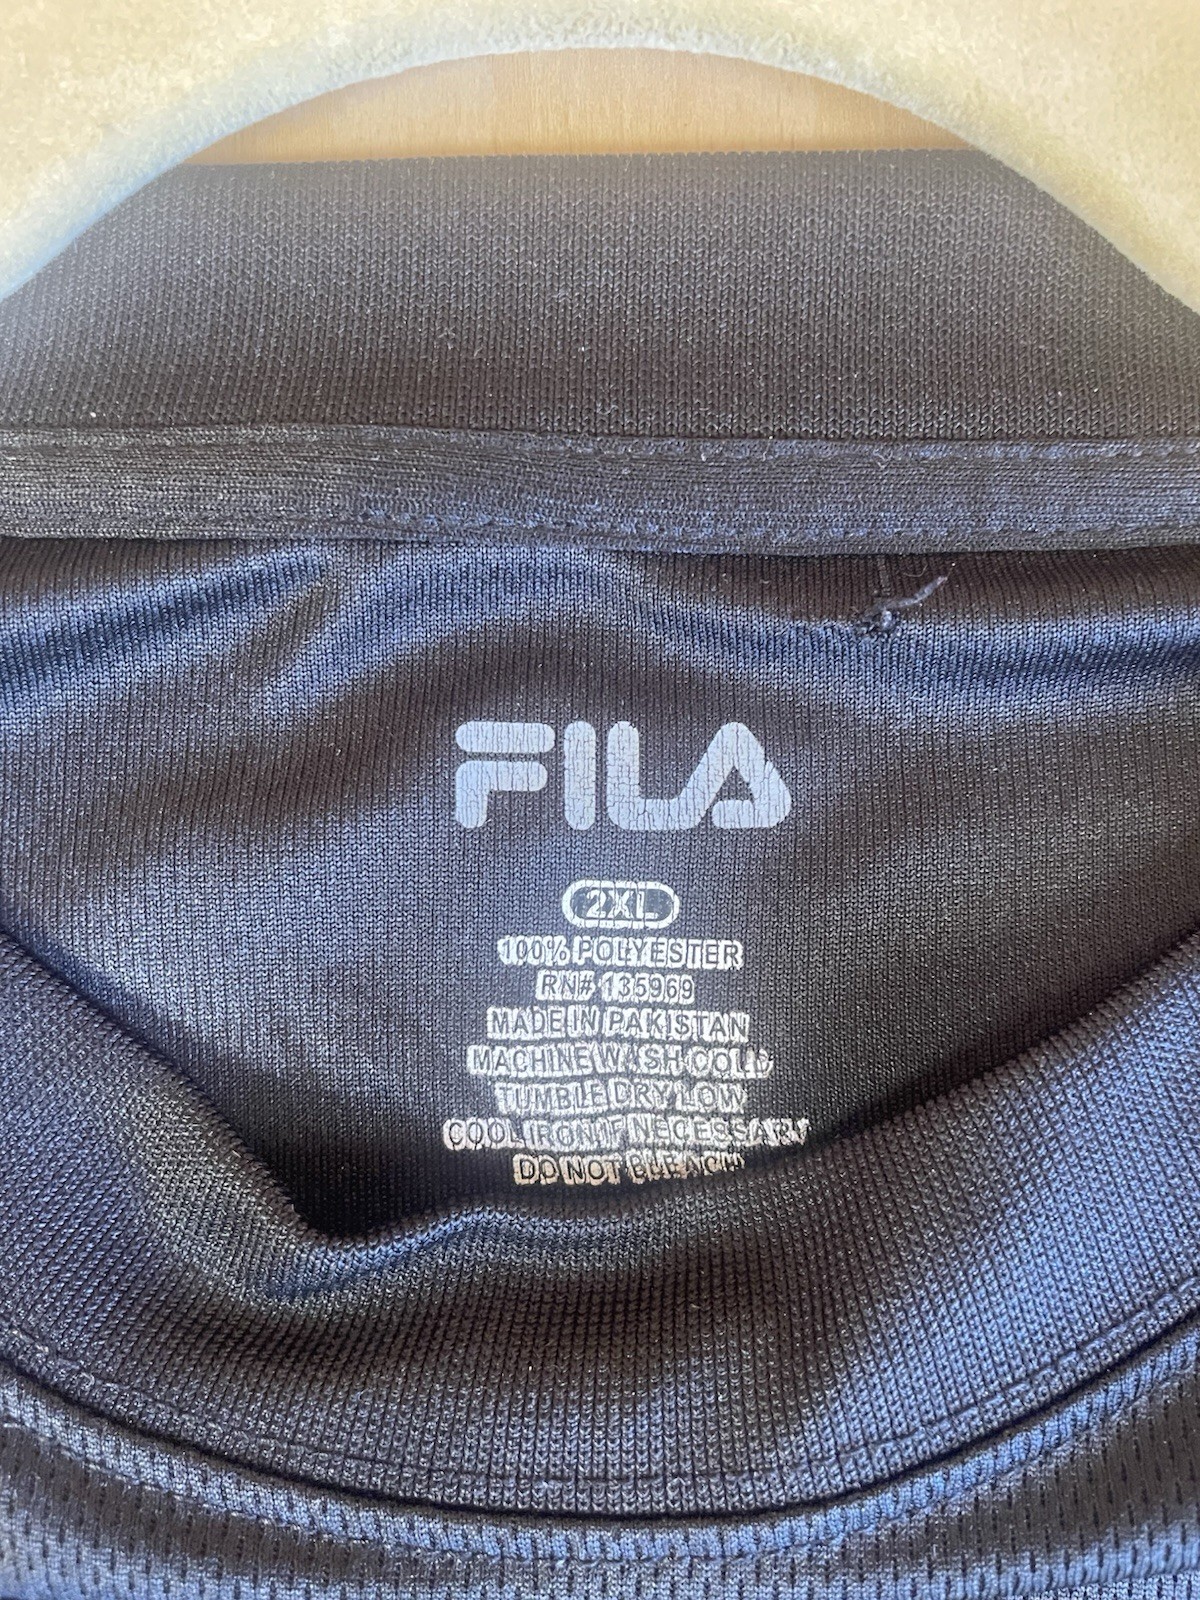 FILA
2XL
100% POLYESTER
RN# 135969
MADE IN PAKISTAN
MACHINE WASH COLD
TUMBLE DRY LOW
COOL IRON IF NECESSARY
DO NOT BLEACH